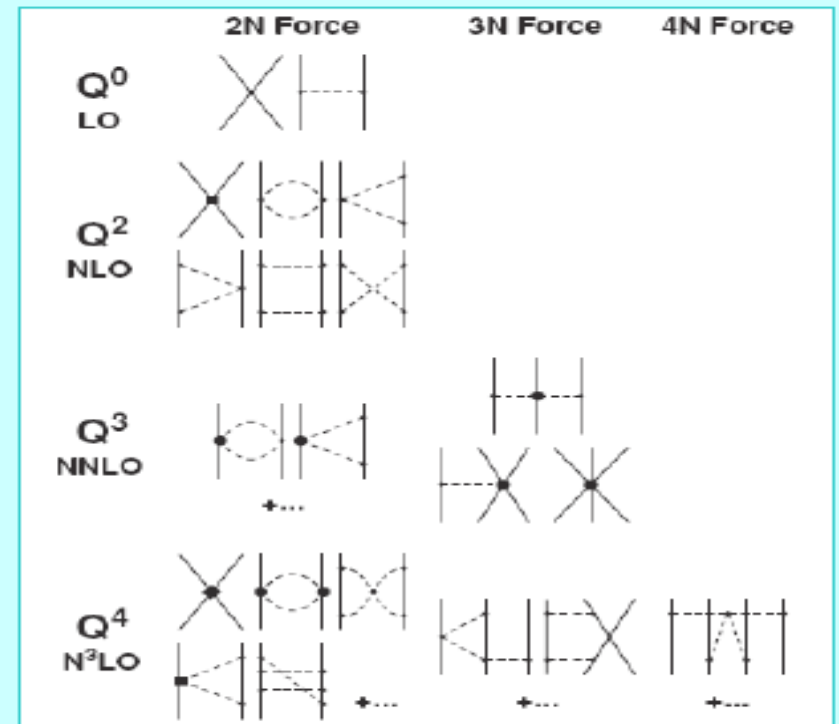 2N Force 3N Force 4N Force
Q⁰
LO
Q²
NLO
Q³
NNLO
+...
Q⁴
N³LO
+... +... +...